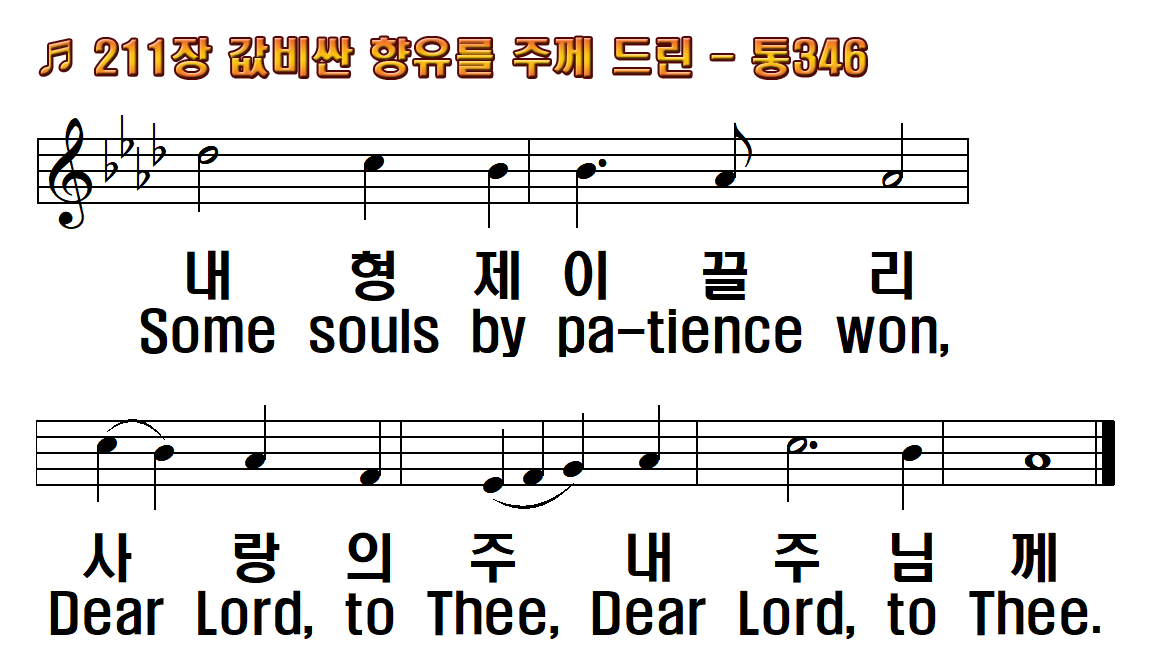 ♬ 211장 값비싼 향유를 주께 드린 - 통346
내 형 제 이 끌 리
Some souls by pa-tience won,
사 랑 의 주 내 주 님 께
Dear Lord, to Thee, Dear Lord, to Thee.